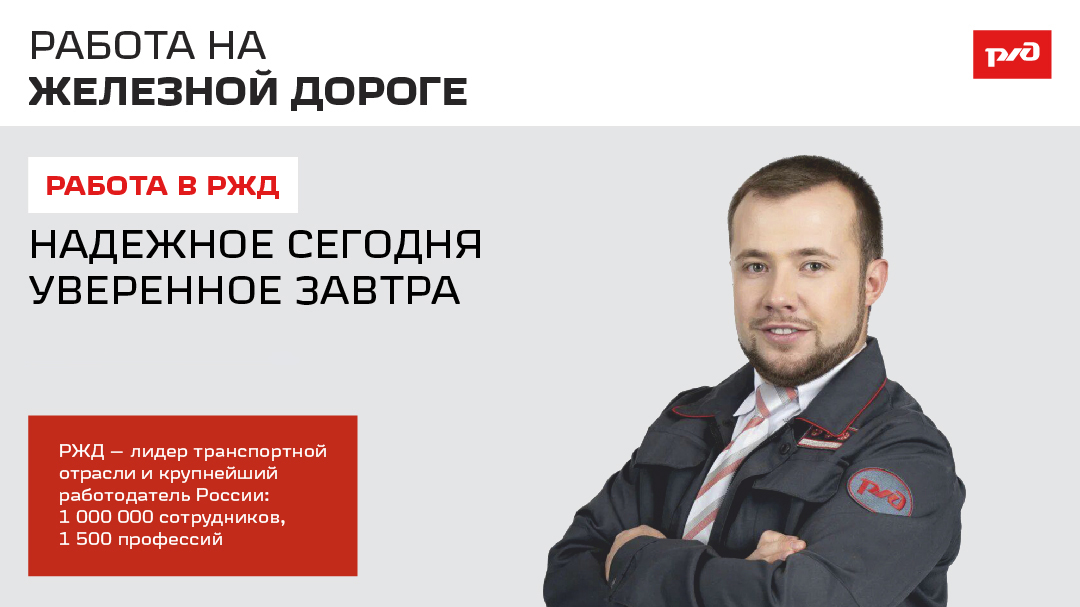 РАБОТА НА
ЖЕЛЕЗНОЙ ДОРОГЕ
РЖД
РАБОТА В РЖД
НАДЕЖНОЕ СЕГОДНЯ
УВЕРЕННОЕ ЗАВТРА
РЖД — лидер транспортной
отрасли и крупнейший
работодатель России:
1 000 000 сотрудников,
1 500 профессий
РЖД